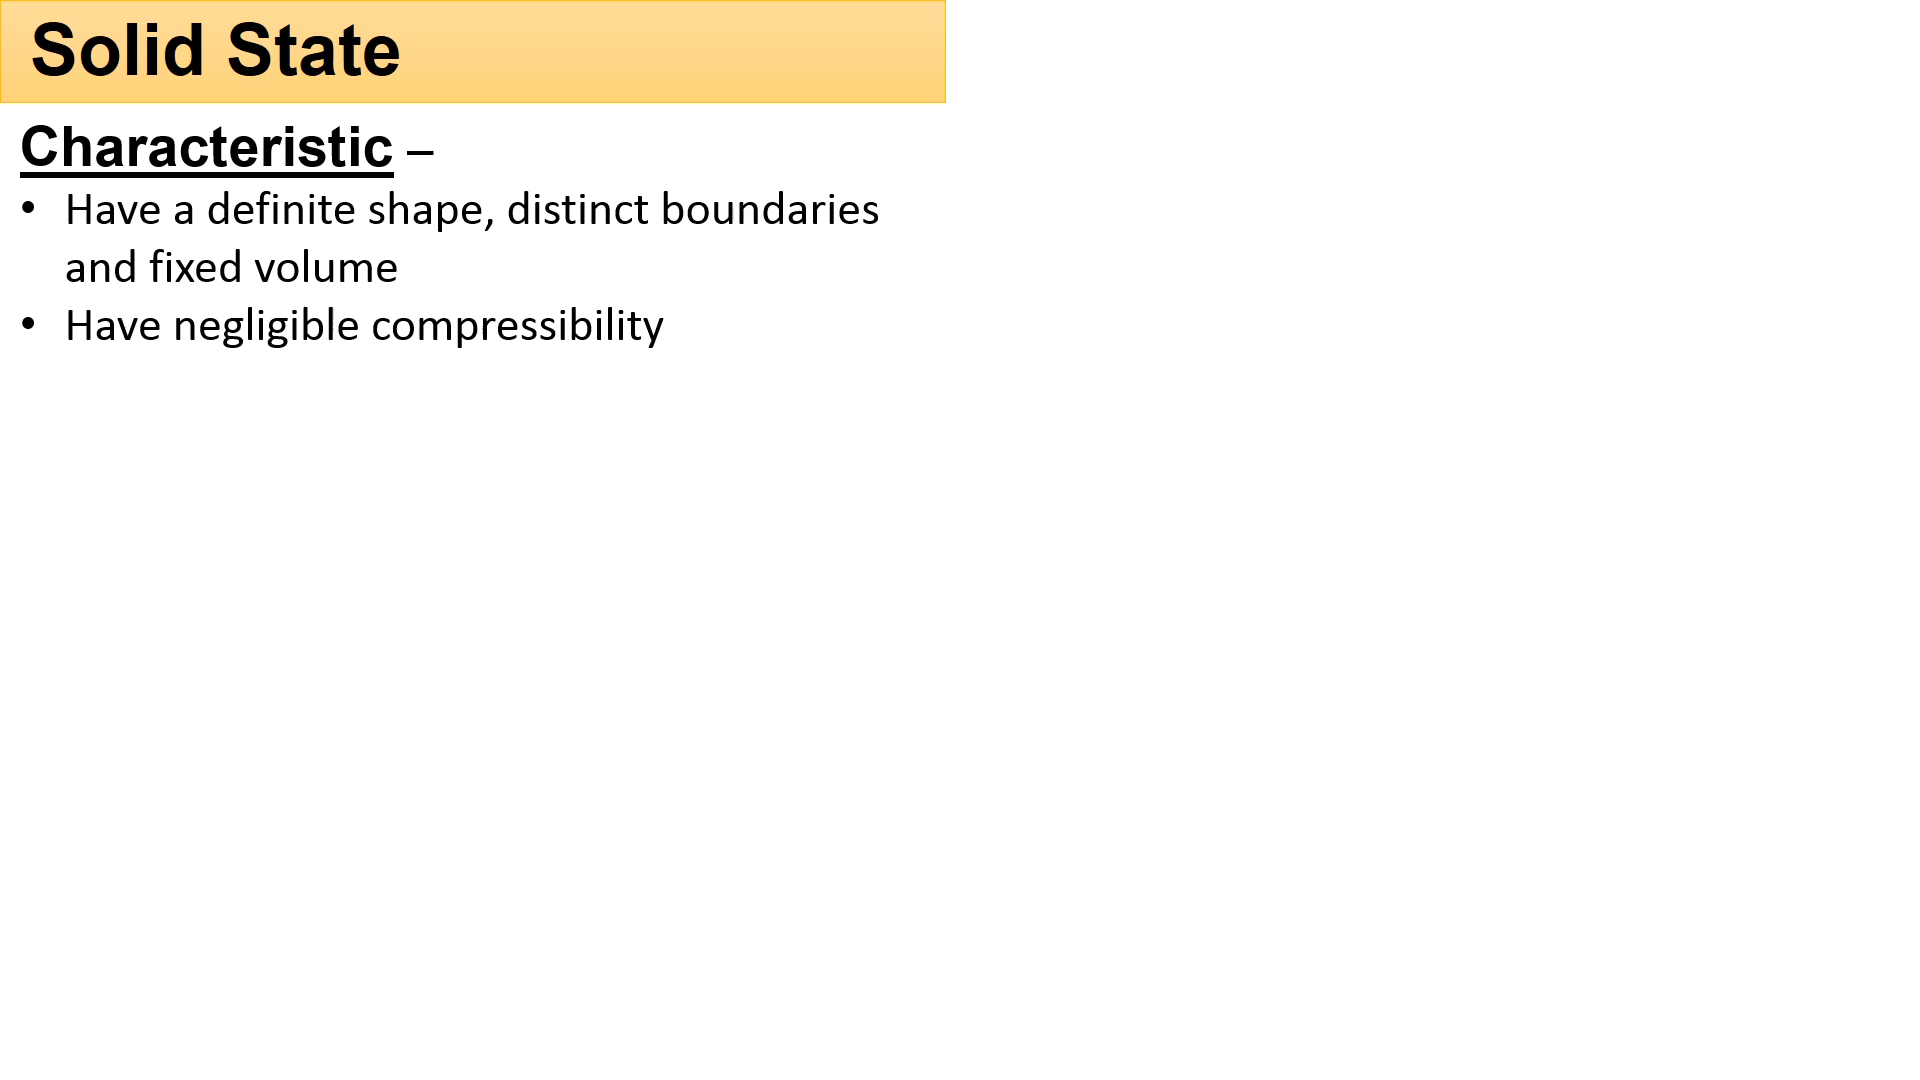 Solid State
Characteristic –
• Have a definite shape, distinct boundaries
and fixed volume
• Have negligible compressibility